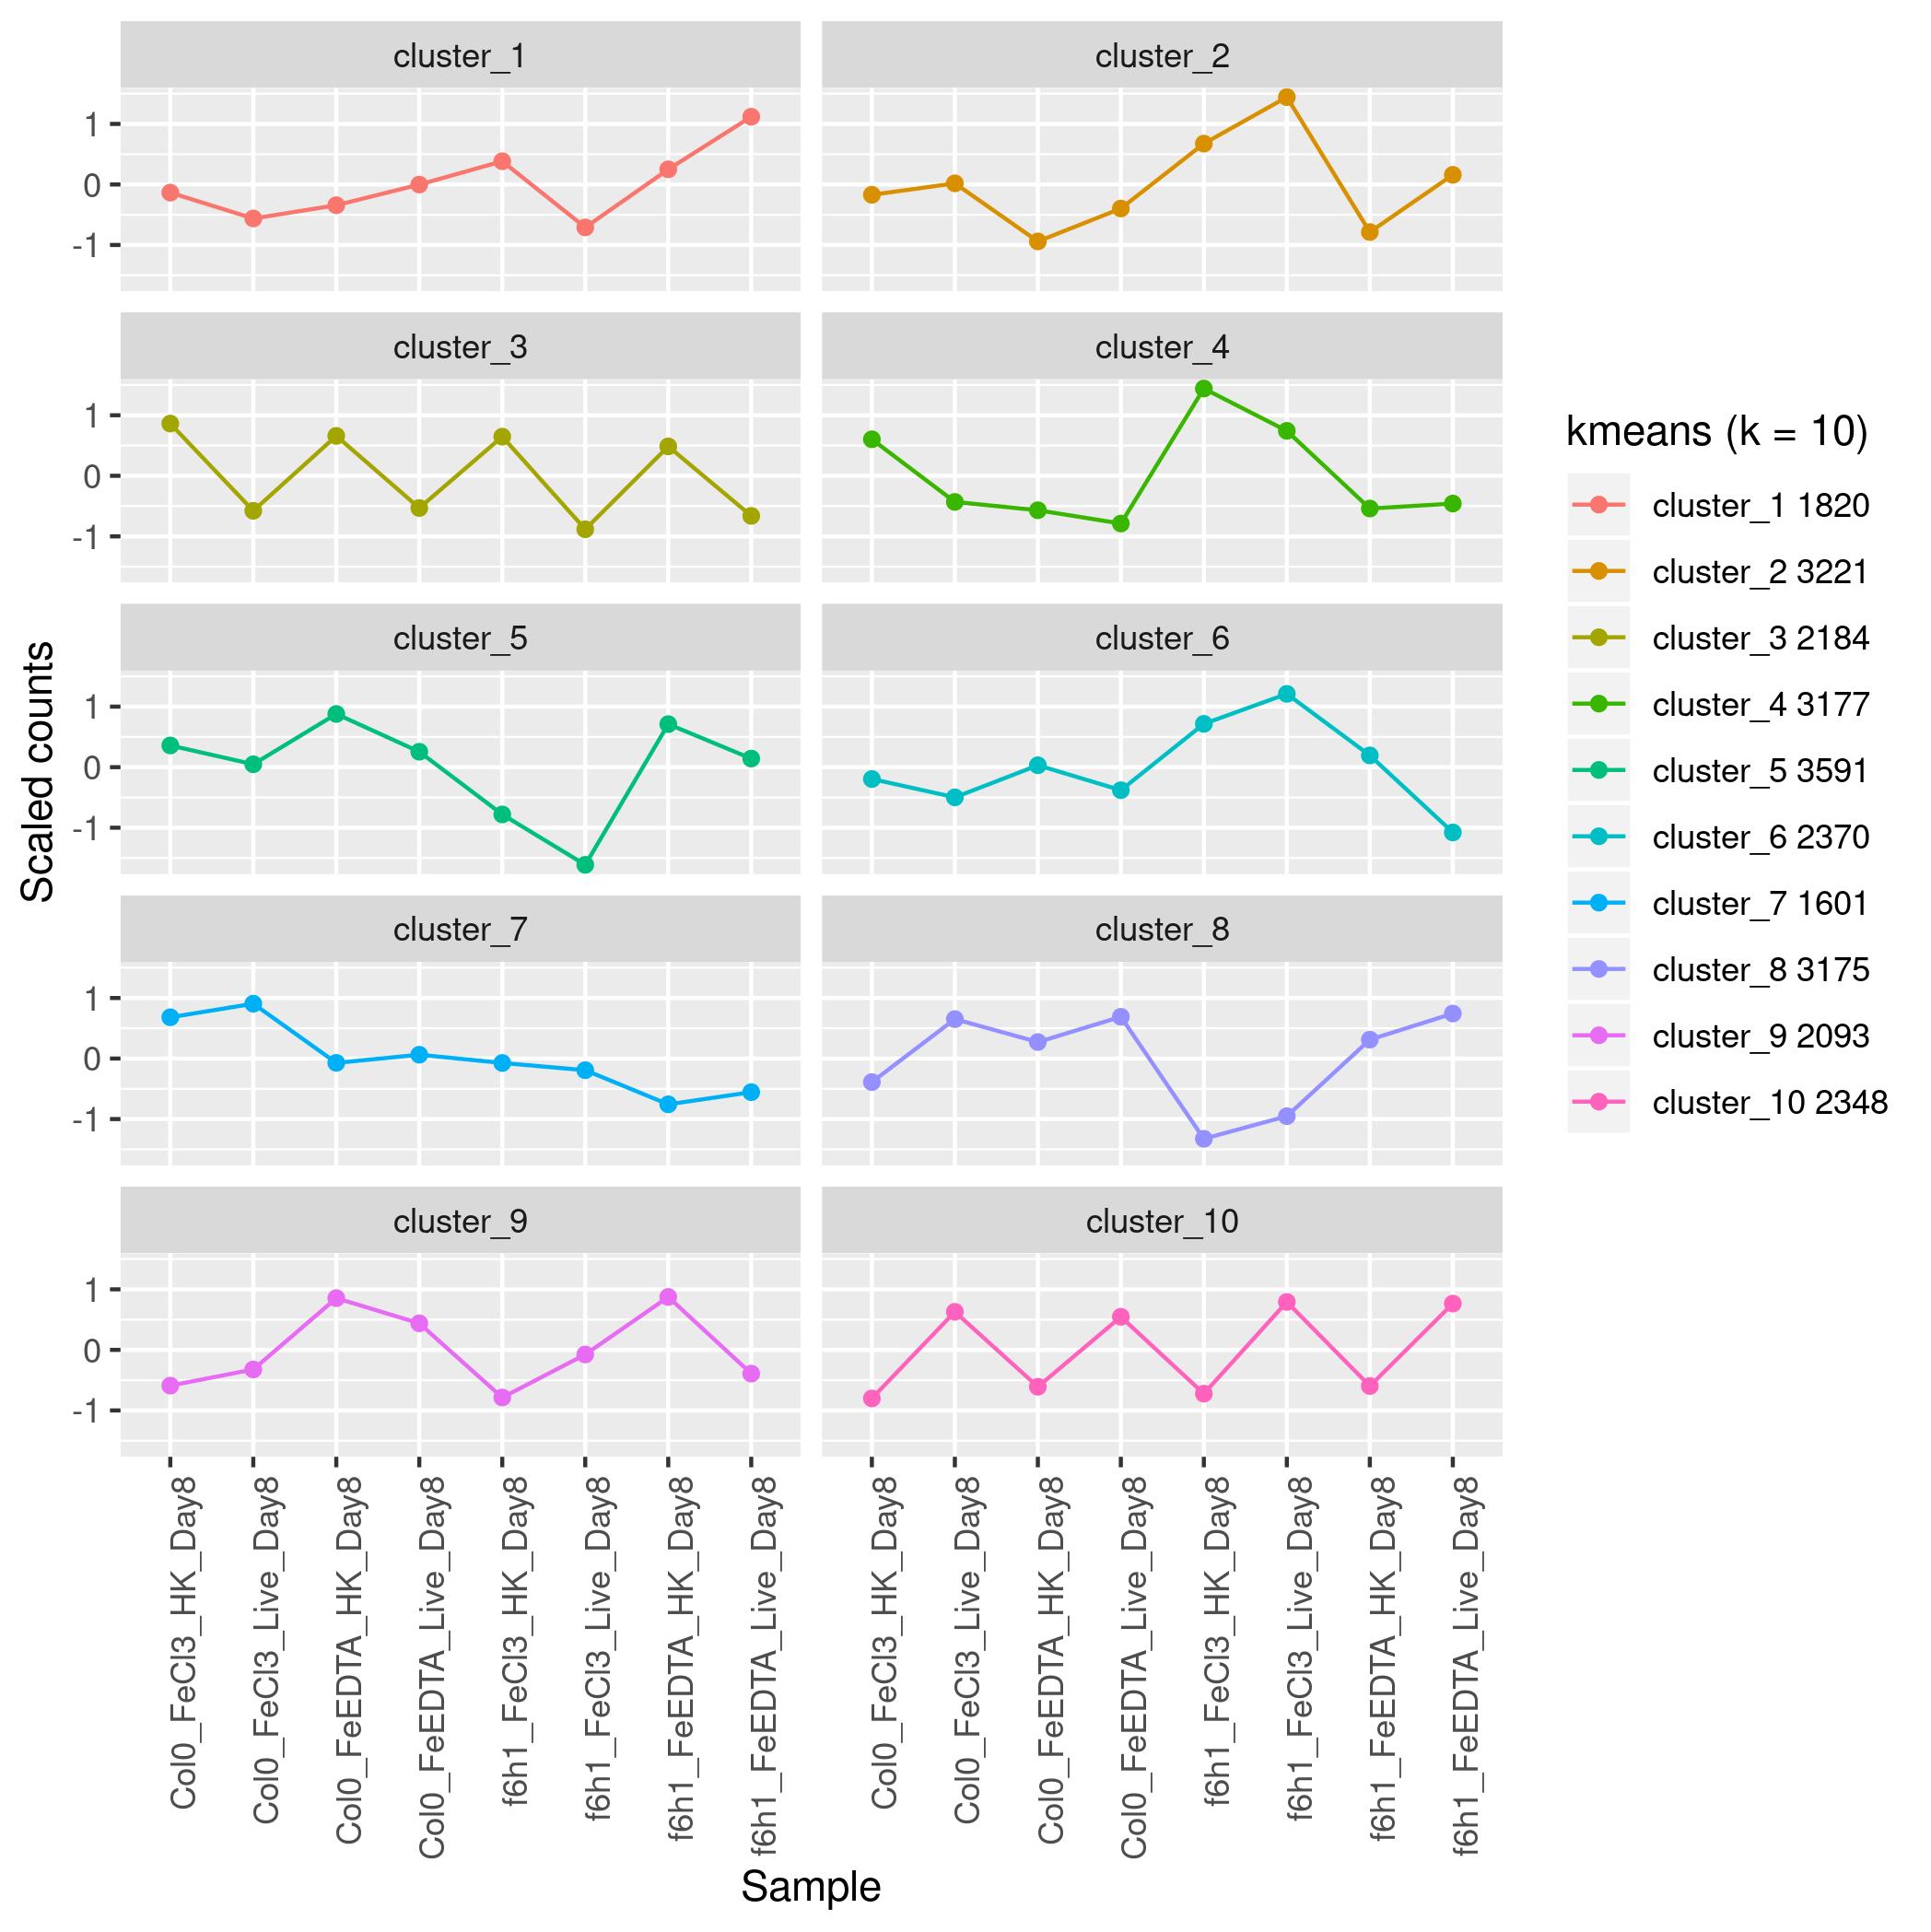 cluster_1
cluster_2
1
0
-1
cluster_3
cluster_4
1
0
-1
cluster_5
cluster_6
1
0
-1
cluster_7
cluster_8
1
0
-1
cluster_9
cluster_10
1
0
-1
Scaled counts
Col0_FeCl3_HK_Day8
Col0_FeCl3_Live_Day8
Col0_FeEDTA_HK_Day8
Col0_FeEDTA_Live_Day8
f6h1_FeCl3_HK_Day8
f6h1_FeCl3_Live_Day8
f6h1_FeEDTA_HK_Day8
f6h1_FeEDTA_Live_Day8
Col0_FeCl3_HK_Day8
Col0_FeCl3_Live_Day8
Col0_FeEDTA_HK_Day8
Col0_FeEDTA_Live_Day8
f6h1_FeCl3_HK_Day8
f6h1_FeCl3_Live_Day8
f6h1_FeEDTA_HK_Day8
f6h1_FeEDTA_Live_Day8
Sample
kmeans (k = 10)
cluster_1 1820
cluster_2 3221
cluster_3 2184
cluster_4 3177
cluster_5 3591
cluster_6 2370
cluster_7 1601
cluster_8 3175
cluster_9 2093
cluster_10 2348